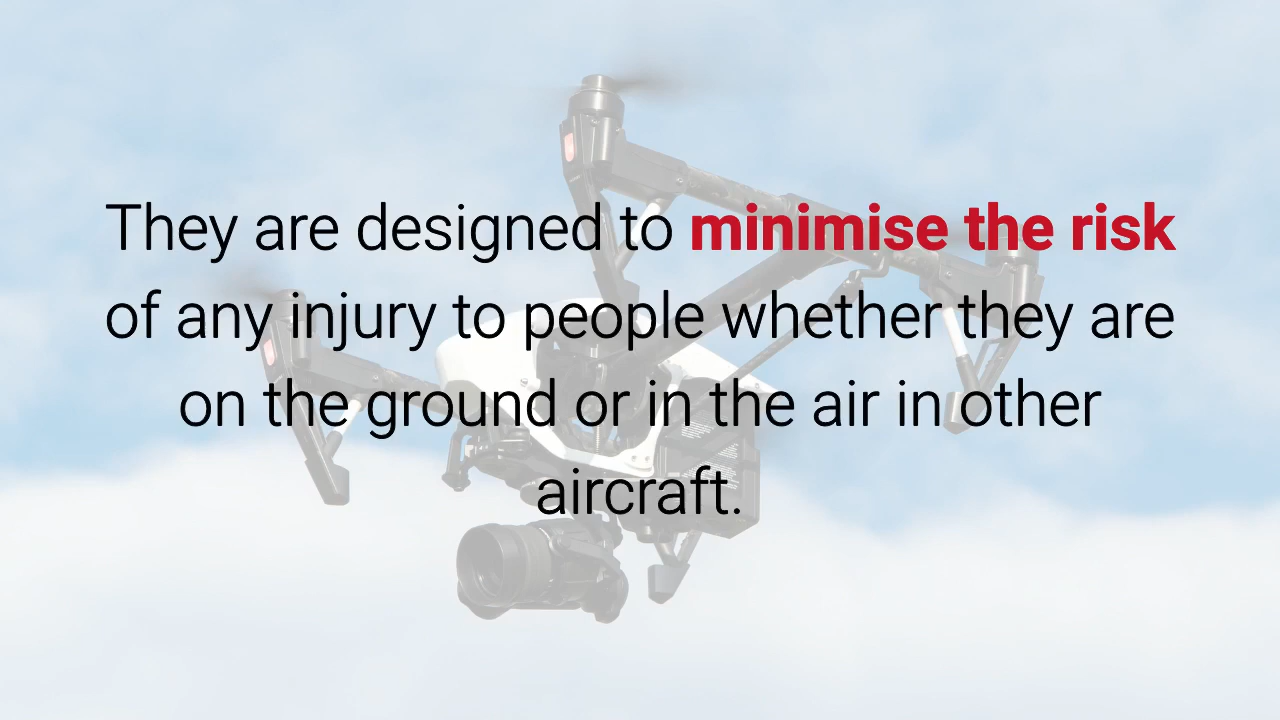 They are designed to minimise the risk
of any injury to people whether they are
on the ground or in the air in other
aircraft.